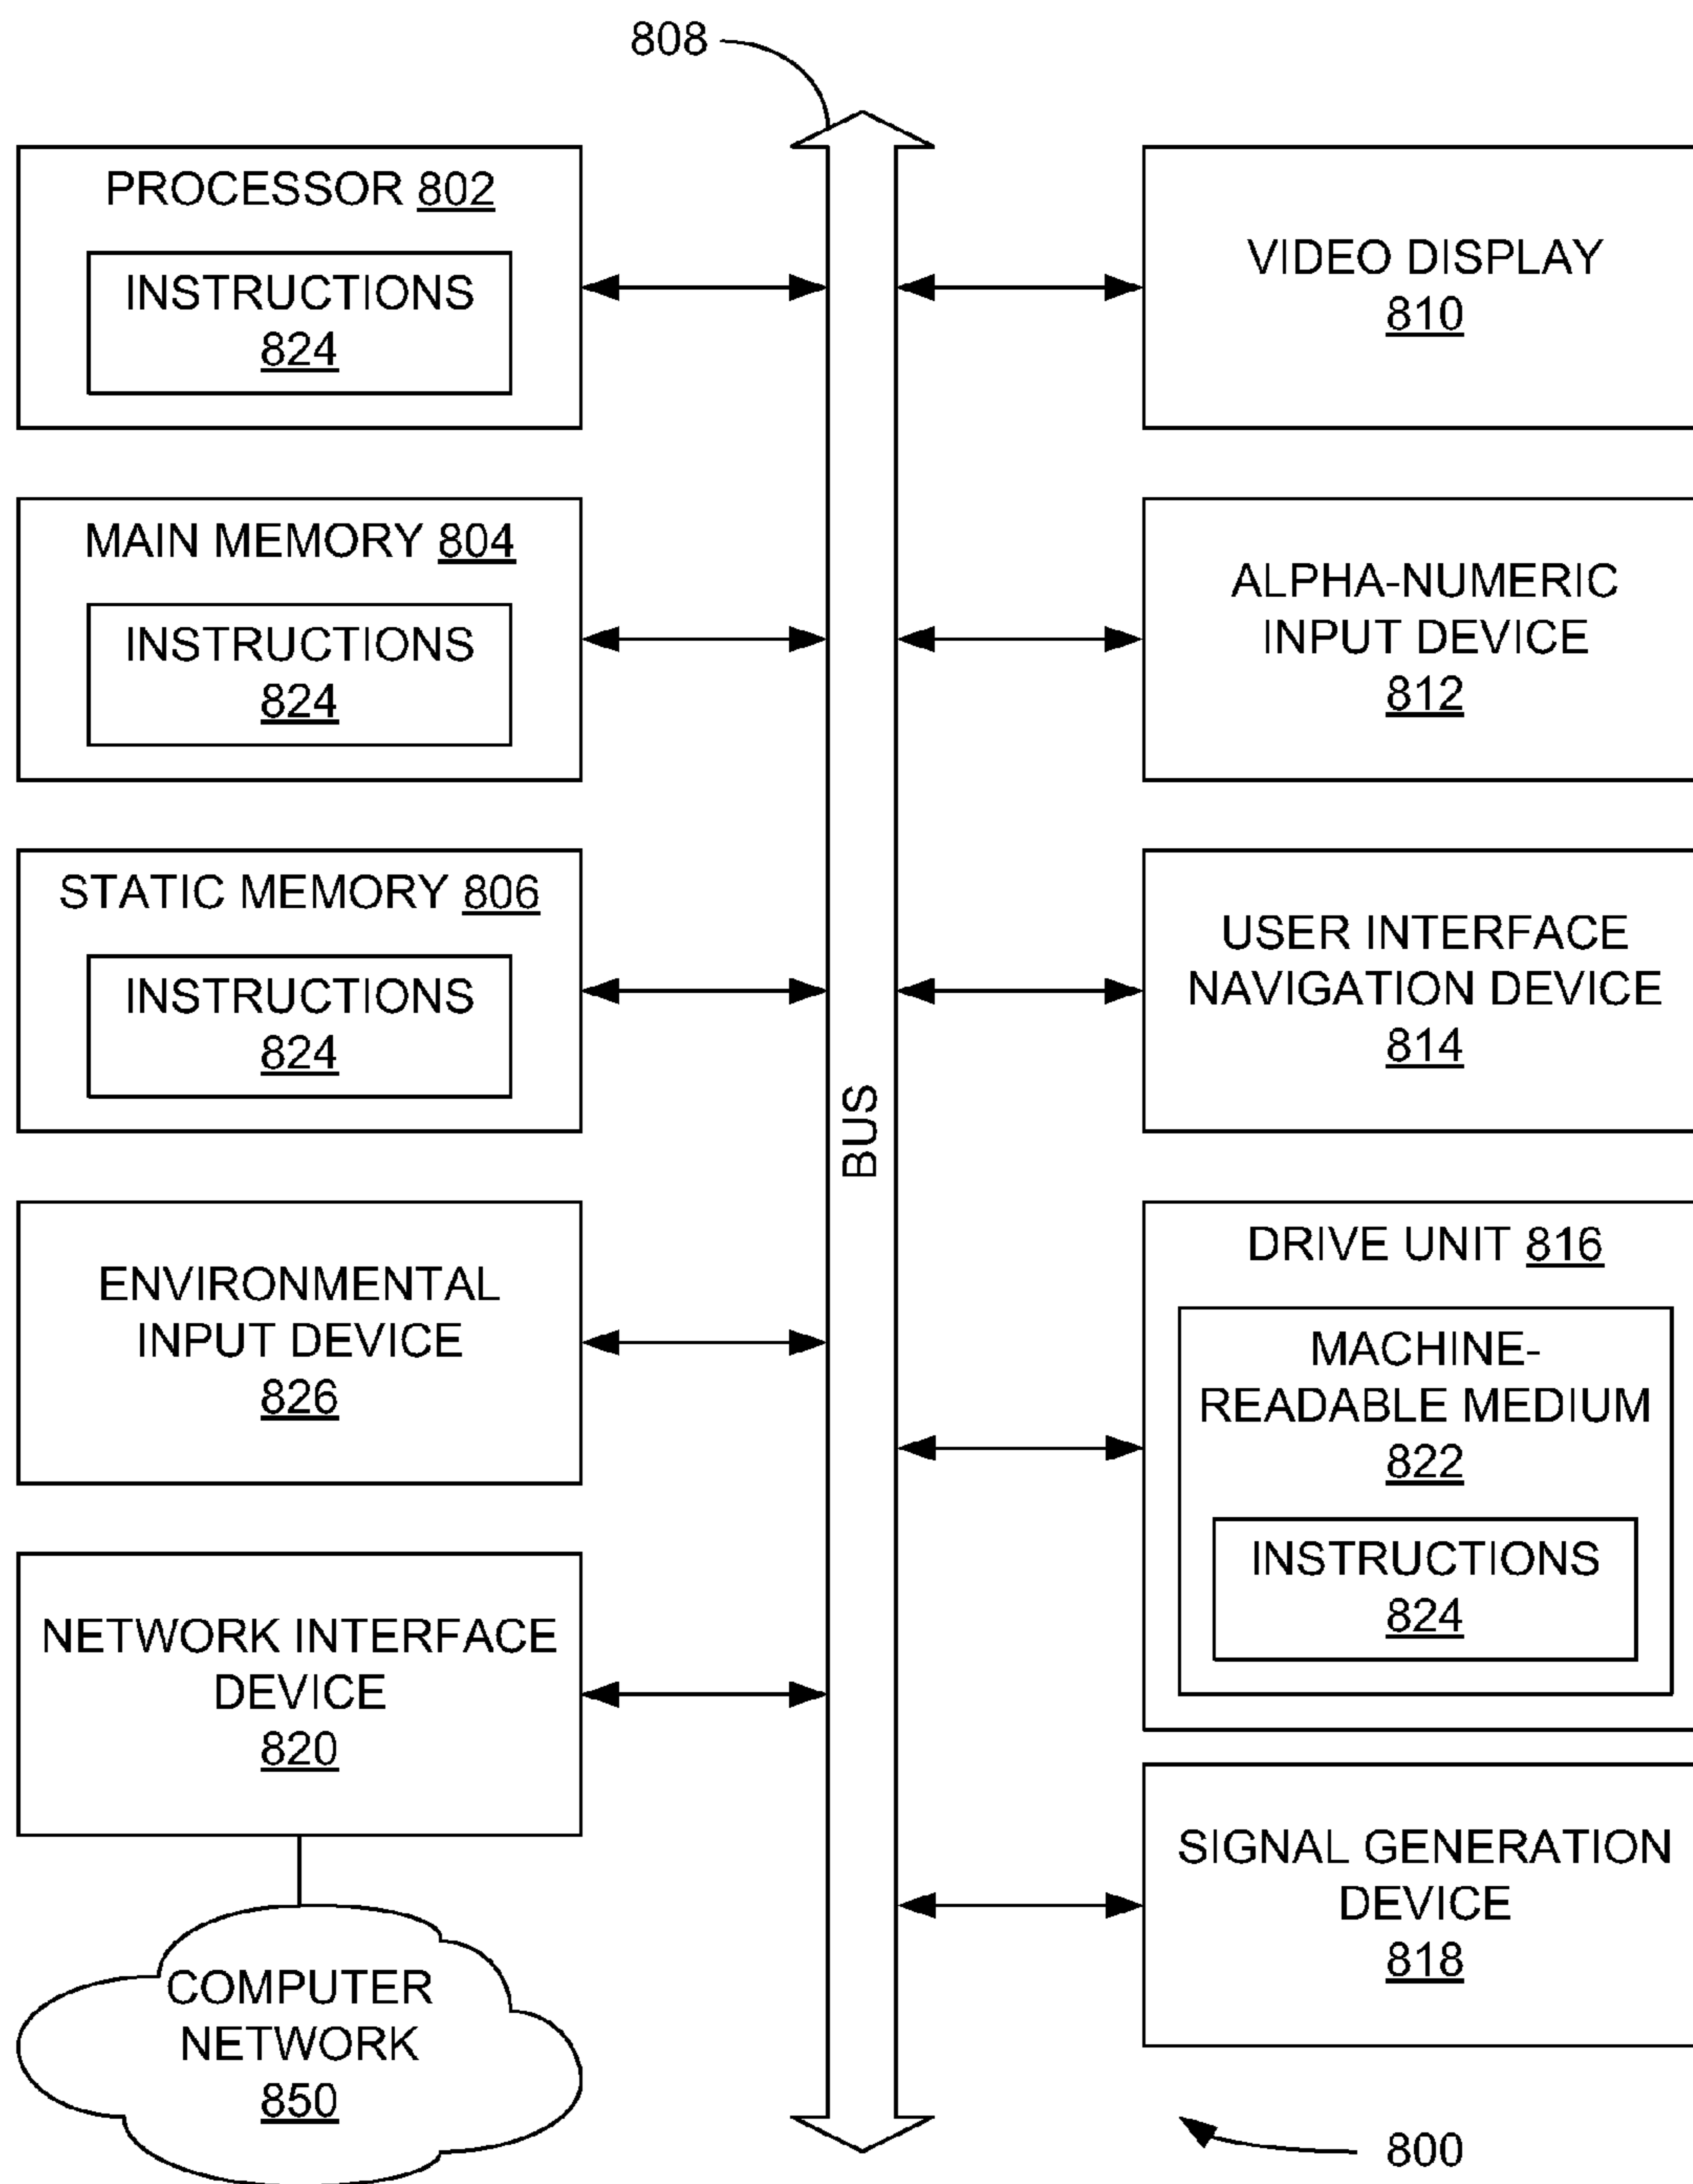 808
PROCESSOR 802
INSTRUCTIONS
824
MAIN MEMORY 804
INSTRUCTIONS
824
STATIC MEMORY 806
INSTRUCTIONS
824
ENVIRONMENTAL
INPUT DEVICE
826
NETWORK INTERFACE
DEVICE
820
COMPUTER
NETWORK
850
BUS
VIDEO DISPLAY
810
ALPHA-NUMERIC
INPUT DEVICE
812
USER INTERFACE
NAVIGATION DEVICE
814
DRIVE UNIT 816
MACHINE-
READABLE MEDIUM
822
INSTRUCTIONS
824
SIGNAL GENERATION
DEVICE
818
800